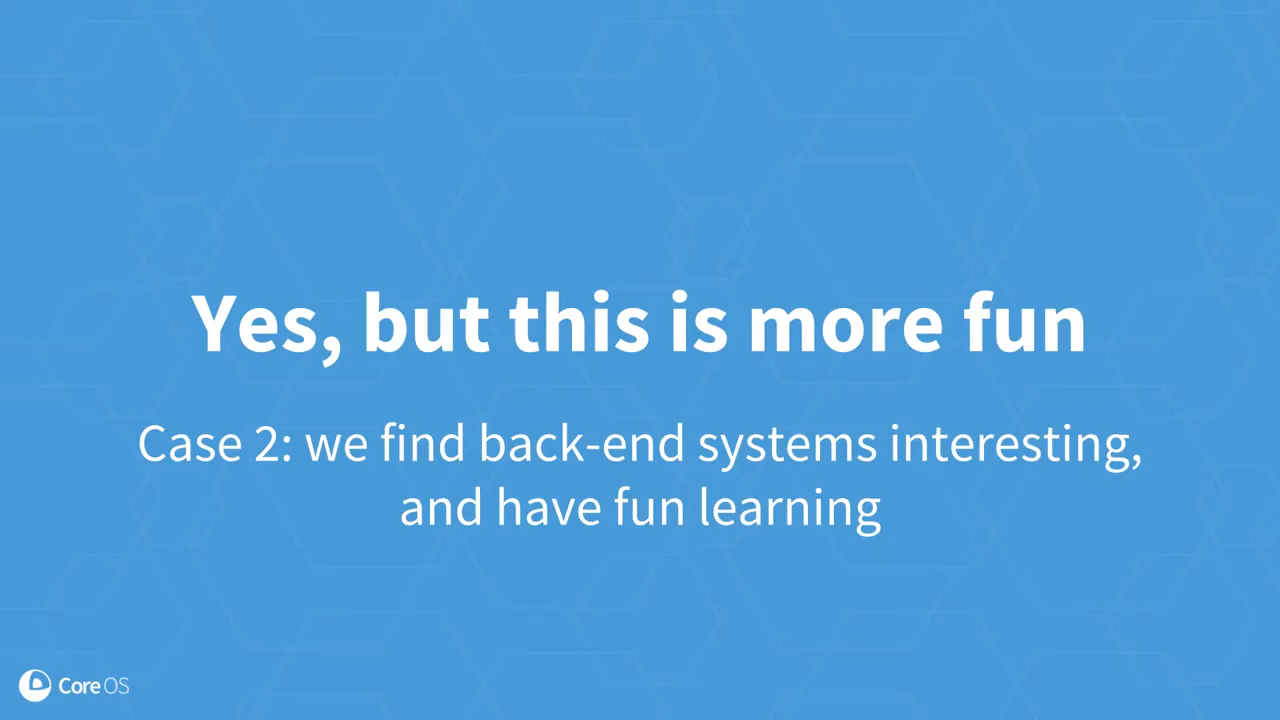 Yes, but this is more fun
Case 2: we find back-end systems interesting,
and have fun learning
CoreOS